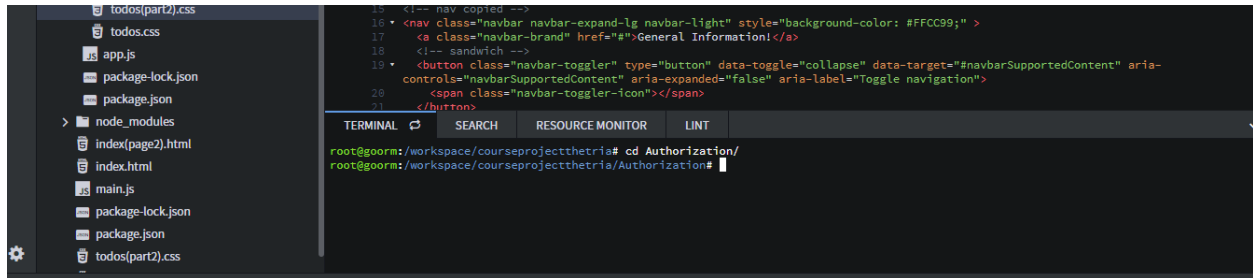 todos(part2).css
todos.css
JS app.js
package-lock.json
package.json
node_modules
index(page2).html
index.html
JS main.js
package-lock.json
package.json
todos(part2).css
15 <!-- nav copied -->
16 <nav class="navbar navbar-expand-lg navbar-light" style="background-color: #FFCC99;" >
17 <a class="navbar-brand" href="#">General Information!</a>
18 <!-- sandwich -->
19 <button class="navbar-toggler" type="button" data-toggle="collapse" data-target="#navbarSupportedContent" aria-
controls="navbarSupportedContent" aria-expanded="false" aria-label="Toggle navigation">
20 <span class="navbar-toggler-icon"></span>
21 </button>
TERMINAL SEARCH RESOURCE MONITOR LINT
root@goorm:/workspace/courseprojectthetria# cd Authorization/
root@goorm:/workspace/courseprojectthetria/Authorization#